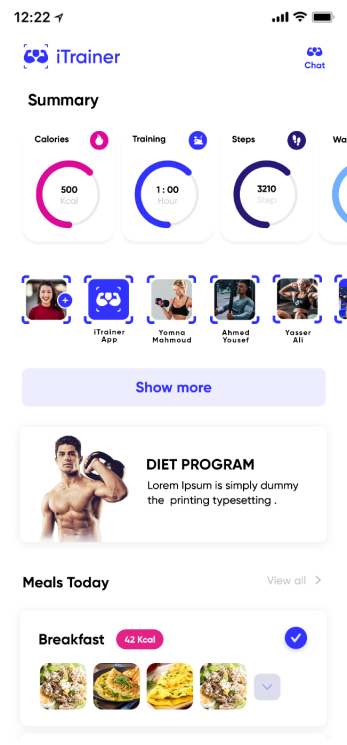 12:22
iTrainer
Chat
Summary
Calories
Training
Steps
Wa
500
Kcal
1 : 00
Hour
3210
Step
iTrainer
App
Yomna
Mahmoud
Ahmed
Yousef
Yasser
Ali
Show more
DIET PROGRAM
Lorem Ipsum is simply dummy
the printing typesetting .
Meals Today
View all
Breakfast
42 Kcal